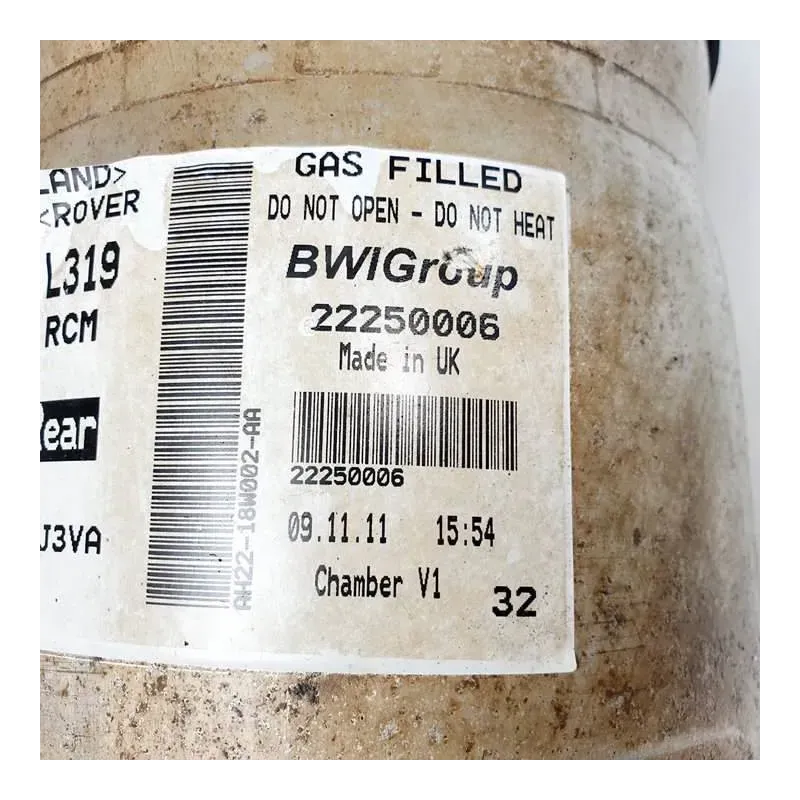 LAND>
<ROVER
L319
RCM
Rear
J3VA
AH22-18W002-AA
GAS FILLED
DO NOT OPEN - DO NOT HEAT
BWIGroup
22250006
Made in UK
22250006
09.11.11 15:54
Chamber V1 32